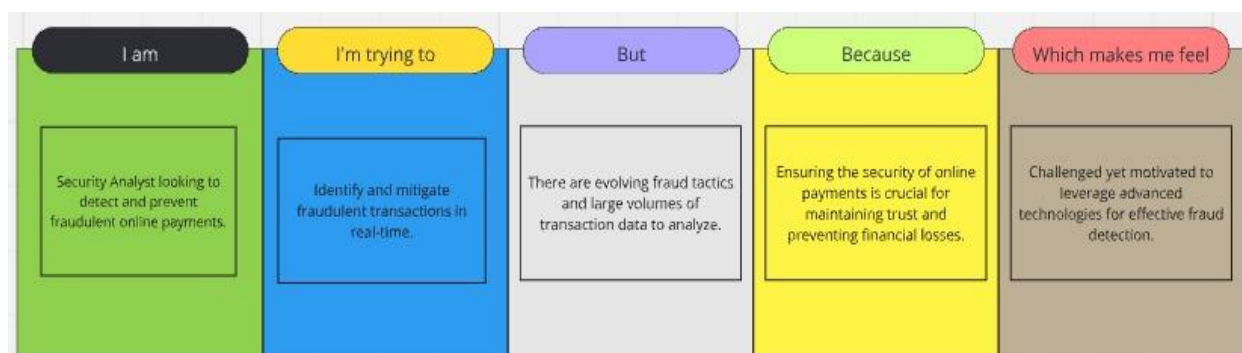 I am
I'm trying to
But
Because
Which makes me feel
Security Analyst looking to
detect and prevent
fraudulent online payments.
Identify and mitigate
fraudulent transactions in
real-time.
There are evolving fraud tactics
and large volumes of
transaction data to analyze.
Ensuring the security of online
payments is crucial for
maintaining trust and
preventing financial losses.
Challenged yet motivated to
leverage advanced
technologies for effective fraud
detection.